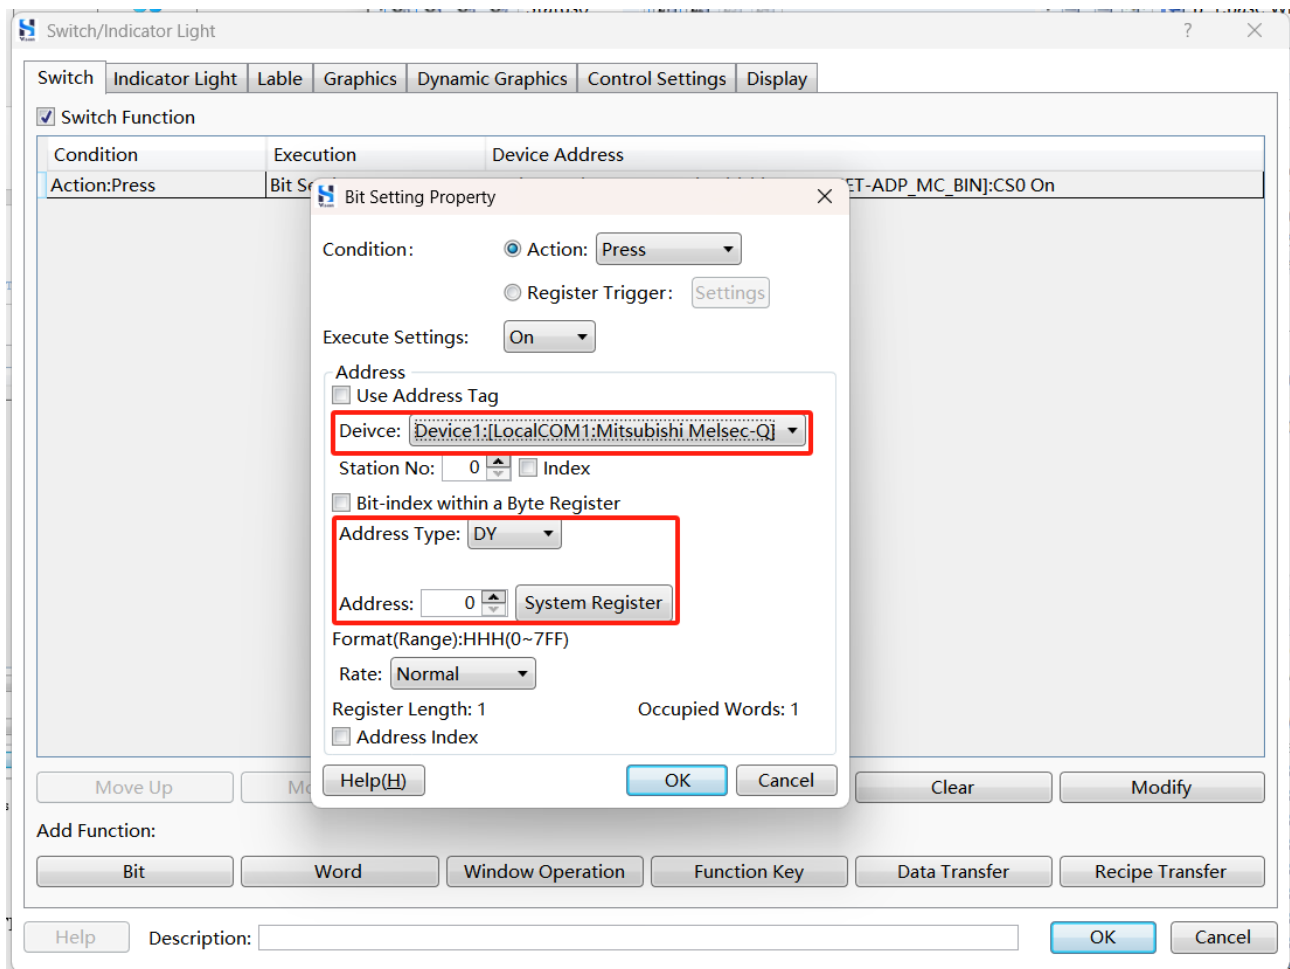 Switch/Indicator Light ?
Switch Indicator Light Lable Graphics Dynamic Graphics Control Settings Display
Switch Function
Condition Execution Device Address
Action:Press Bit Se ET-ADP_MC_BIN]:CS0 On
Bit Setting Property
Condition: Action: Press
Register Trigger: Settings
Execute Settings: On
Address
Use Address Tag
Deivce: Device1:[LocalCOM1:Mitsubishi Melsec-Q]
Station No: 0 Index
Bit-index within a Byte Register
Address Type: DY
Address: 0 System Register
Format(Range):HHH(0~7FF)
Rate: Normal
Register Length: 1 Occupied Words: 1
Address Index
Help(H) OK Cancel
Move Up Mo Clear Modify
Add Function:
Bit Word Window Operation Function Key Data Transfer Recipe Transfer
Help Description: OK Cancel